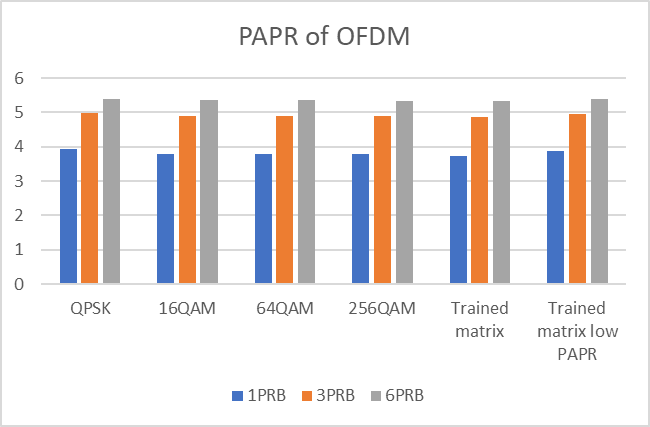 PAPR of OFDM
6
5
4
3
2
1
0
QPSK
16QAM
64QAM
256QAM
Trained
matrix
Trained
matrix low
PAPR
1PRB
3PRB
6PRB